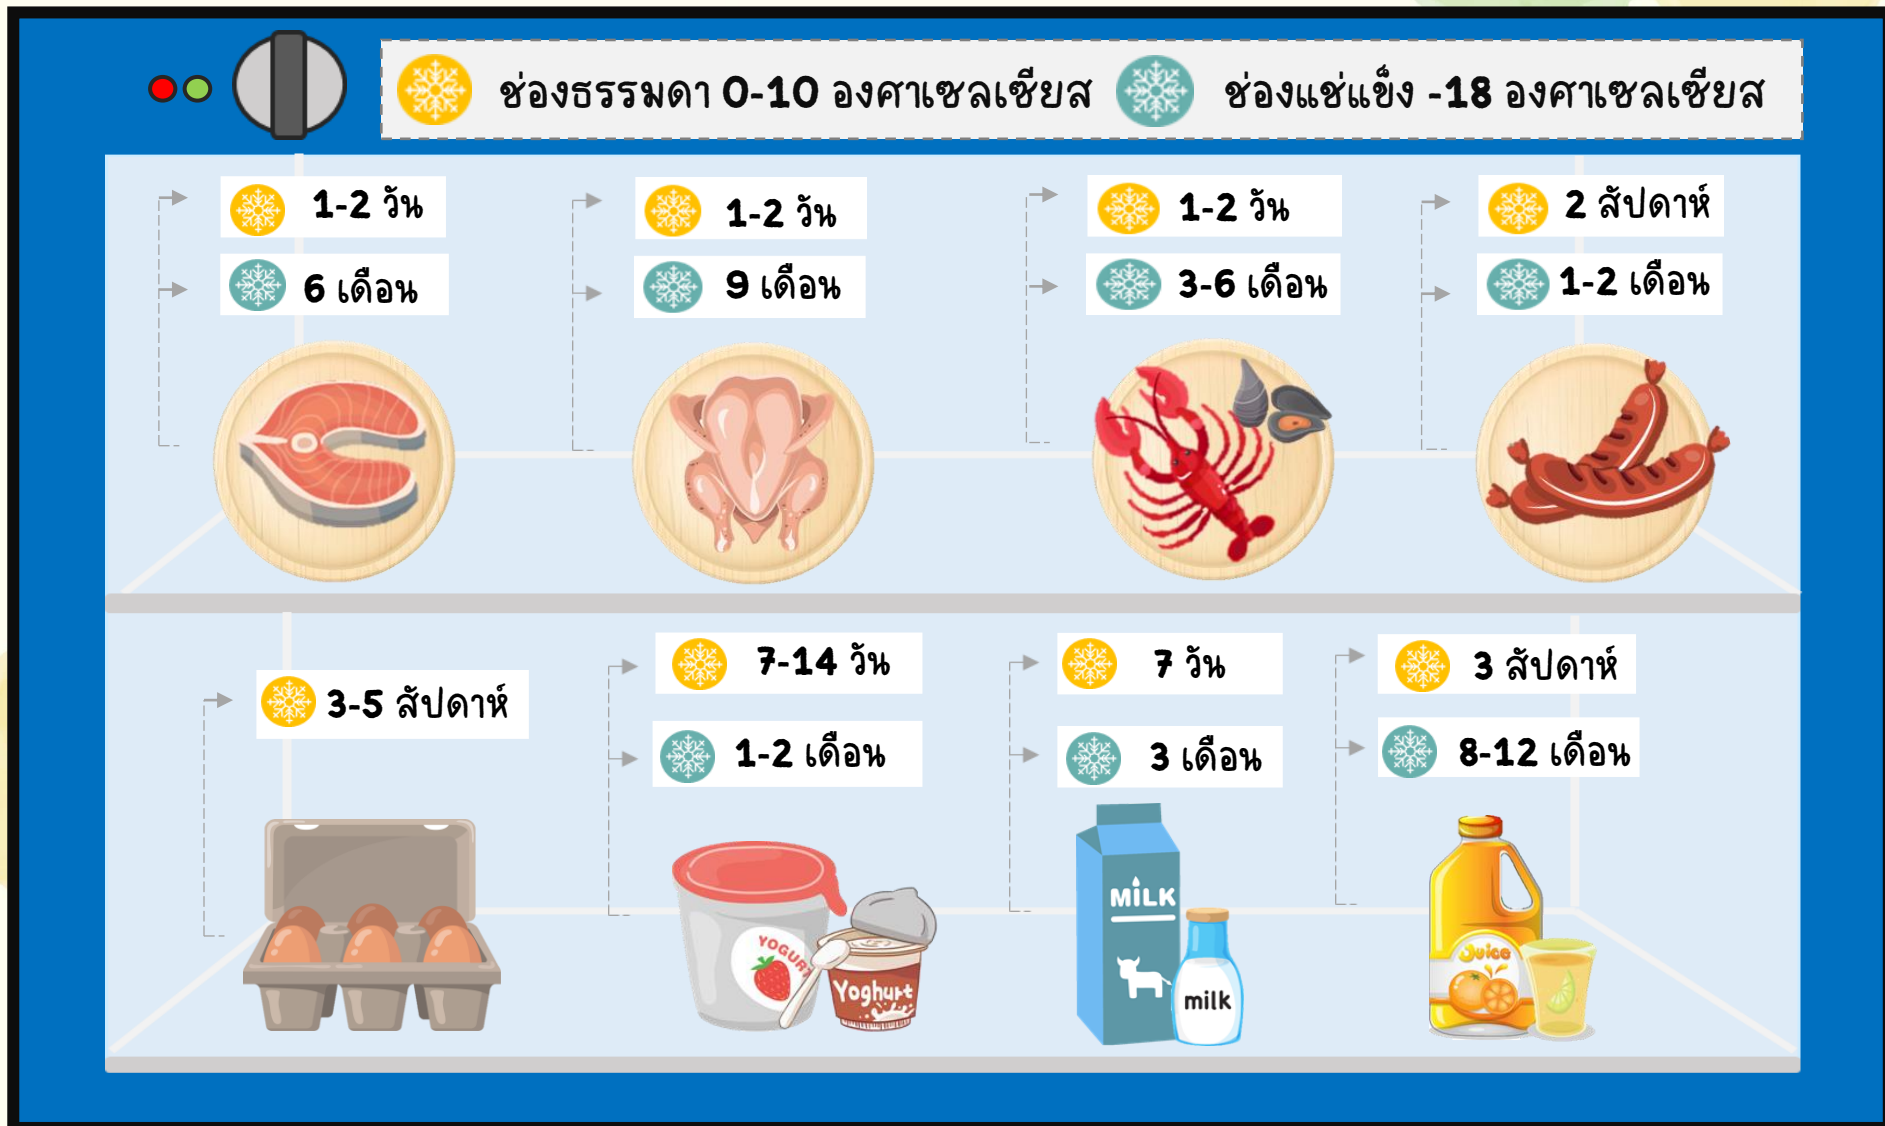 ช่องธรรมดา 0-10 องศาเซลเซียส
ช่องแช่แข็ง -18 องศาเซลเซียส
1-2 วัน
6 เดือน
1-2 วัน
9 เดือน
1-2 วัน
3-6 เดือน
2 สัปดาห์
1-2 เดือน
3-5 สัปดาห์
7-14 วัน
1-2 เดือน
7 วัน
3 เดือน
3 สัปดาห์
8-12 เดือน
YOGURT
Yoghurt
MILK
milk
Juice